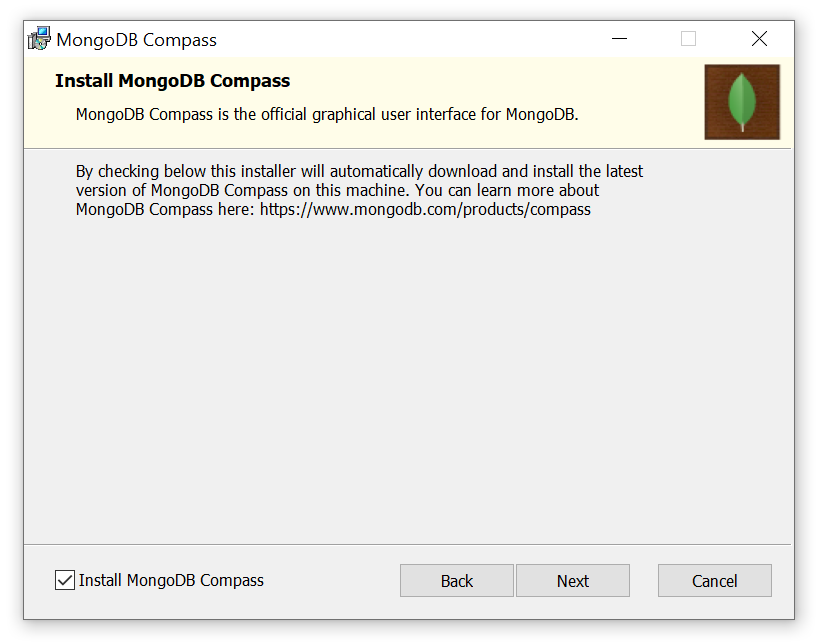 MongoDB Compass
Install MongoDB Compass
MongoDB Compass is the official graphical user interface for MongoDB.
By checking below this installer will automatically download and install the latest
version of MongoDB Compass on this machine. You can learn more about
MongoDB Compass here: https://www.mongodb.com/products/compass
Install MongoDB Compass
Back
Next
Cancel